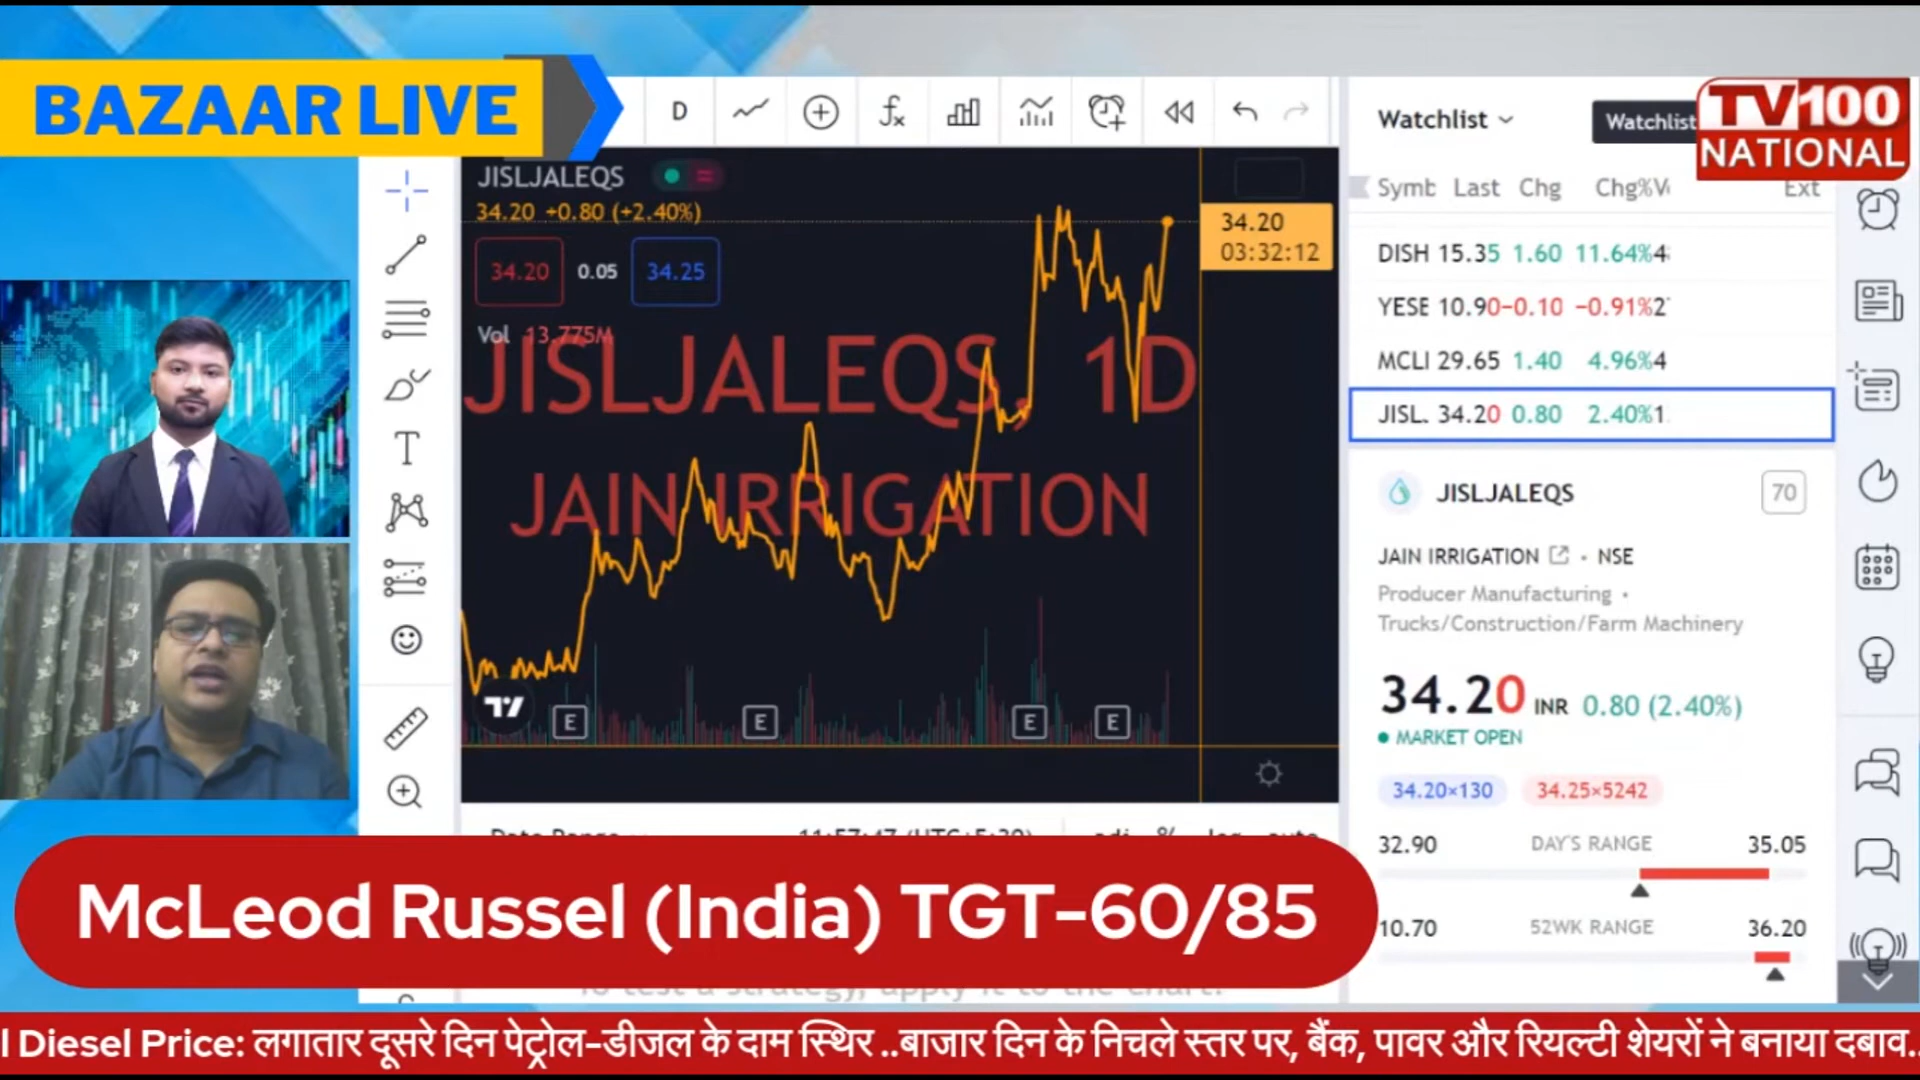 BAZAAR LIVE
D
Watchlist
Watchlist
TV100
NATIONAL
Symb Last Chg Chg% Ext
JISLJALEQS
34.20 +0.80 (+2.40%)
34.20 0.05 34.25
Vol 13.775M
34.20
03:32:12
JISLJALEQS, 1D
JAIN IRRIGATION
E E E E
DISH 15.35 1.60 11.64%
YESE 10.90 −0.10 −0.91%
MCLI 29.65 1.40 4.96%
JISL. 34.20 0.80 2.40%
JISLJALEQS 70
JAIN IRRIGATION • NSE
Producer Manufacturing •
Trucks/Construction/Farm Machinery
34.20 INR 0.80 (2.40%)
MARKET OPEN
34.20×130 34.25×5242
32.90 DAY'S RANGE 35.05
10.70 52WK RANGE 36.20
McLeod Russel (India) TGT-60/85
l Diesel Price: लगातार दूसरे दिन पेट्रोल-डीजल के दाम स्थिर ..बाजार दिन के निचले स्तर पर, बैंक, पावर और रियल्टी शेयरों ने बनाया दबाव..